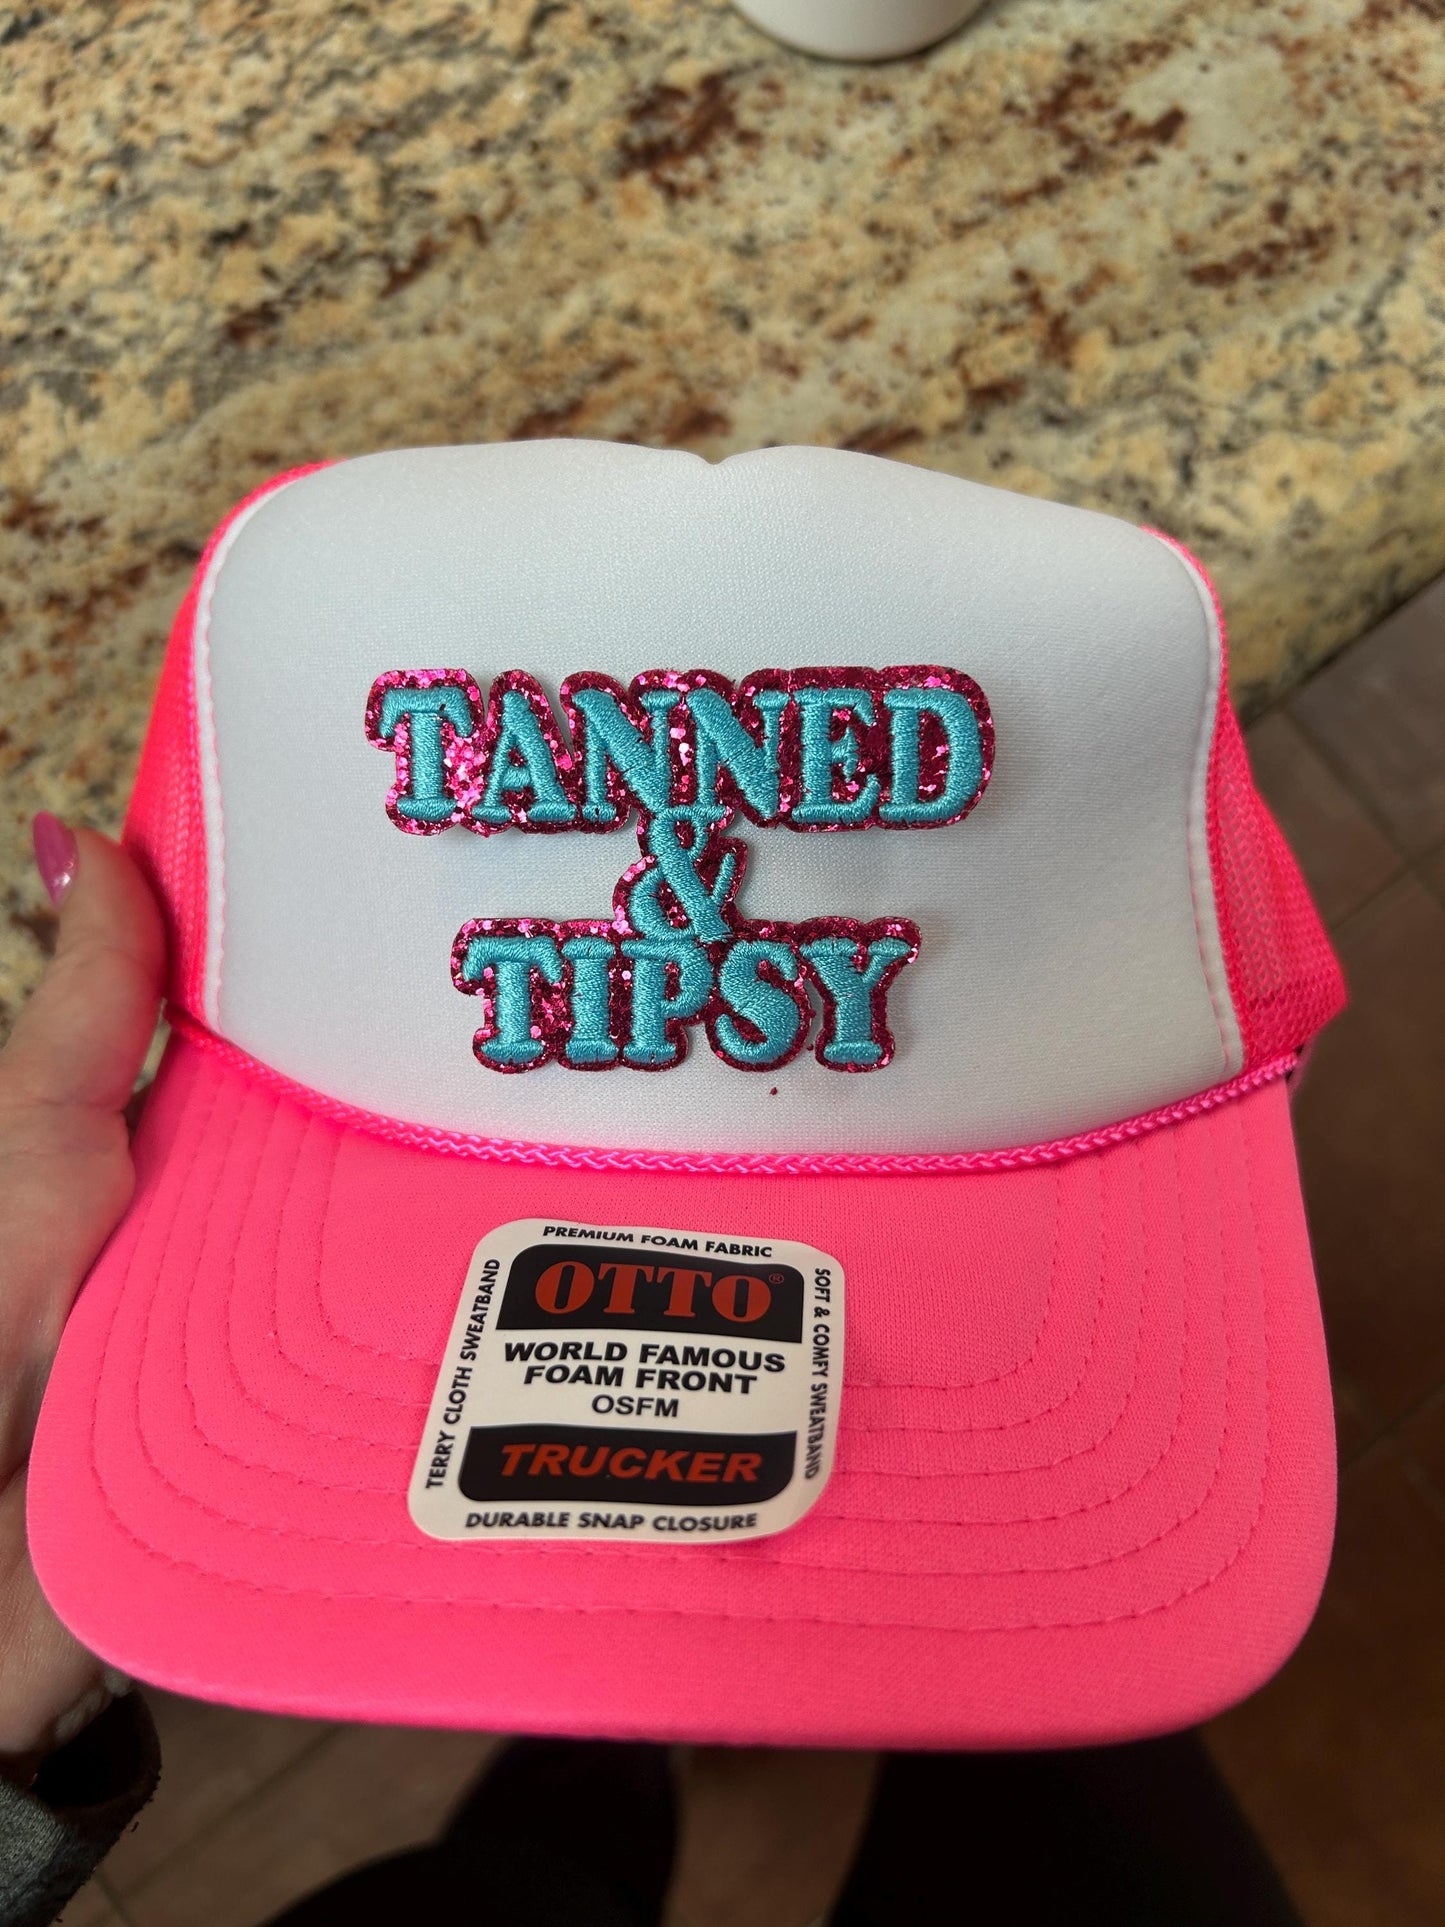 TANNED
&
TIPSY
PREMIUM FOAM FABRIC
OTTO®
WORLD FAMOUS
FOAM FRONT
OSFM
TRUCKER
DURABLE SNAP CLOSURE
TERRY CLOTH SWEATBAND
SOFT & COMFY SWEATBAND